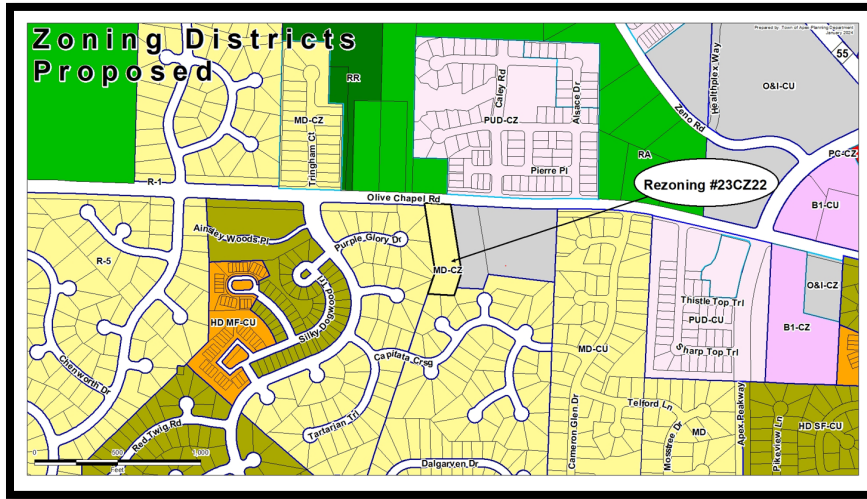 Zoning Districts
Proposed
Prepared by: Town of Apex Planning Department
January 2024
55
RR
MD-CZ
Tringham Ct
Caley Rd
Alsace Dr
PUD-CZ
Pierre Pl
Healthplex Way
O&I-CU
Zeno Rd
PC-CZ
RA
Rezoning #23CZ22
B1-CU
R-1
Olive Chapel Rd
Ainsley Woods Pl
Purple Glory Dr
R-5
MD-CZ
O&I-CZ
HD MF-CU
Silky Dogwood Trl
Thistle Top Trl
PUD-CU
B1-CZ
Capitata Crsg
MD-CU
Sharp Top Trl
Chenworth Dr
Tartarian Trl
Red Twig Rd
Cameron Glen Dr
Telford Ln
Mosstree Dr
MD
Apex Peakway
Pikeview Ln
HD SF-CU
Dalgarven Dr
0 500 1,000
Feet